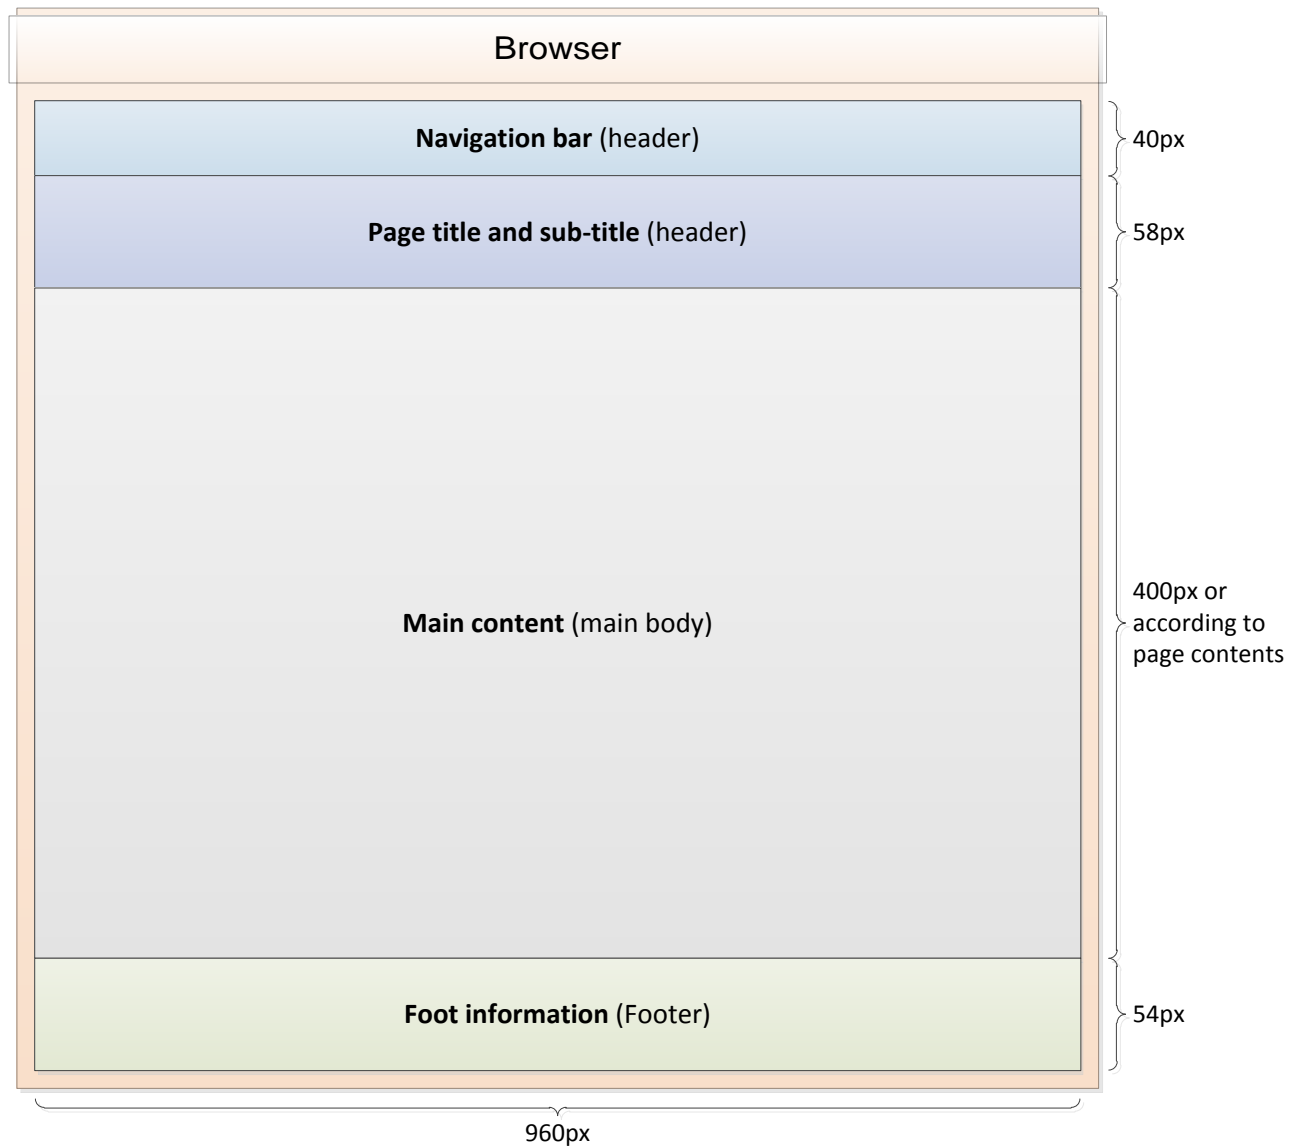 Browser
Navigation bar (header)
40px
Page title and sub-title (header)
58px
Main content (main body)
400px or
according to
page contents
Foot information (Footer)
54px
960px